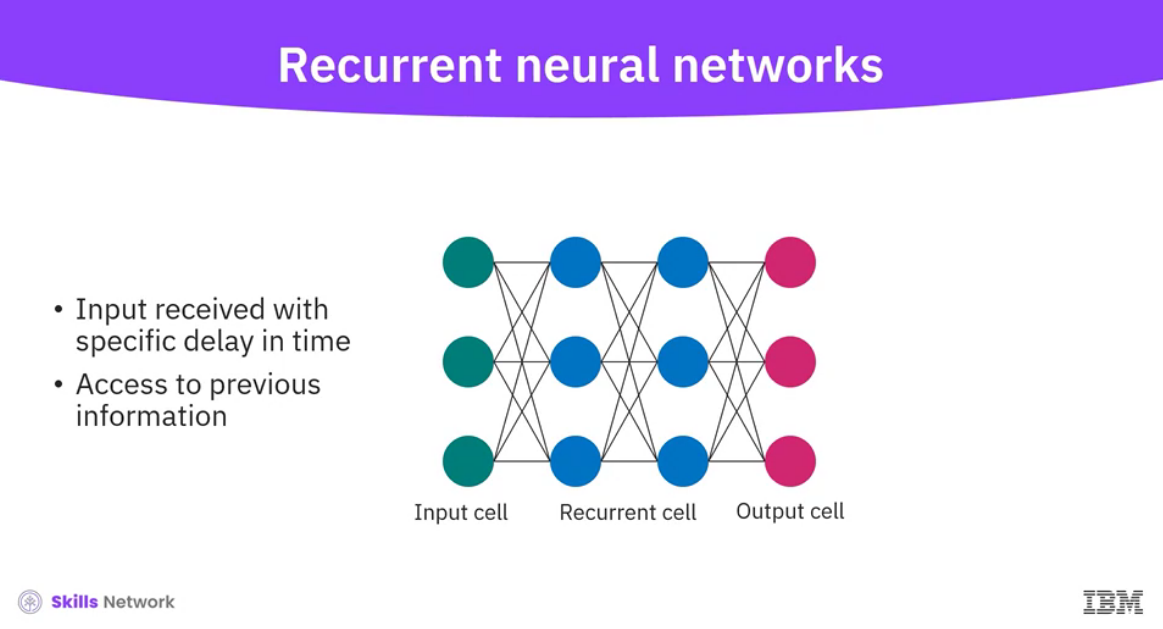 Recurrent neural networks
• Input received with
specific delay in time
• Access to previous
information
Input cell
Recurrent cell
Output cell
Skills Network
IBM